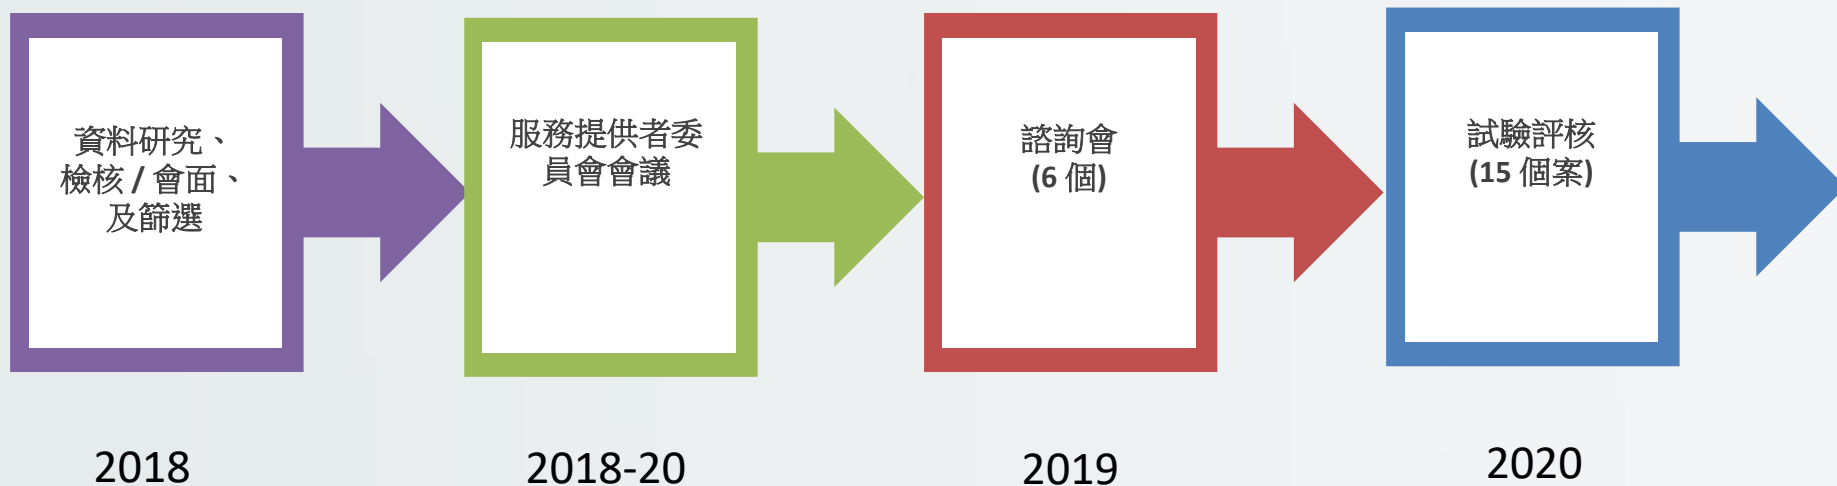 資料研究、
檢核 / 會面、
及篩選
服務提供者委
員會會議
諮詢會
(6 個)
試驗評核
(15 個案)
2018
2018-20
2019
2020